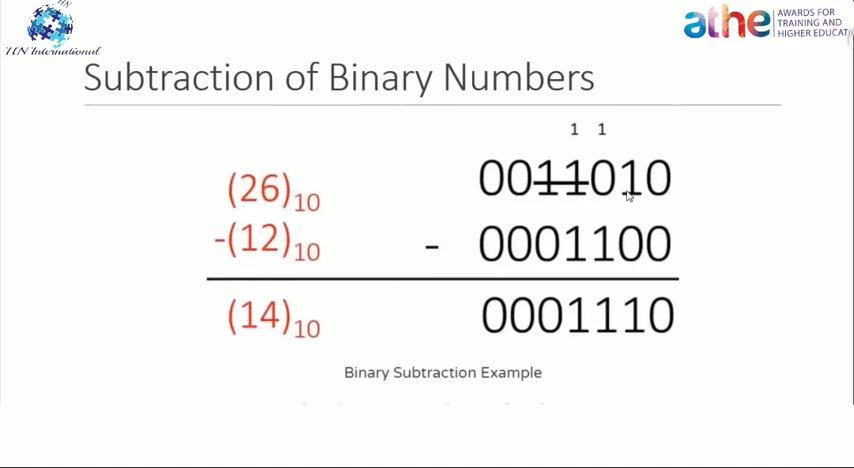 UN International
athe AWARDS FOR
TRAINING AND
HIGHER EDUCAT
Subtraction of Binary Numbers
1 1
(26)10 0011010
-(12)10 - 0001100
(14)10 0001110
Binary Subtraction Example